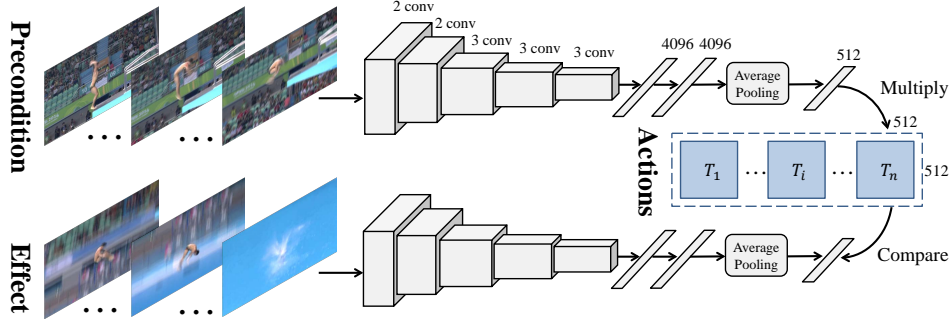 Precondition
2 conv
2 conv
3 conv
3 conv
3 conv
4096 4096
Average
Pooling
512
Multiply
512
Actions
T₁ ... Tᵢ ... Tₙ
512
Effect
Average
Pooling
Compare